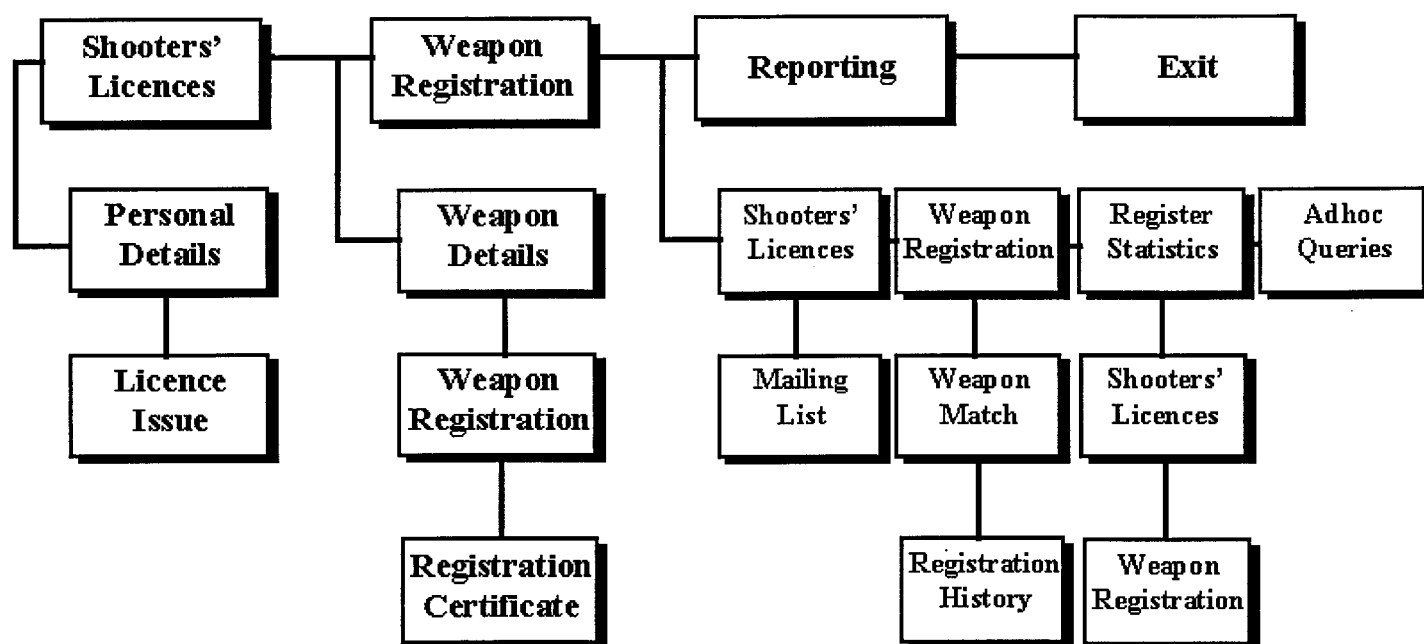 Shooters'
Licences
Weapon
Registration
Reporting
Exit
Personal
Details
Weapon
Details
Shooters'
Licences
Weapon
Registration
Register
Statistics
Adhoc
Queries
Licence
Issue
Weapon
Registration
Mailing
List
Weapon
Match
Shooters'
Licences
Registration
Certificate
Registration
History
Weapon
Registration